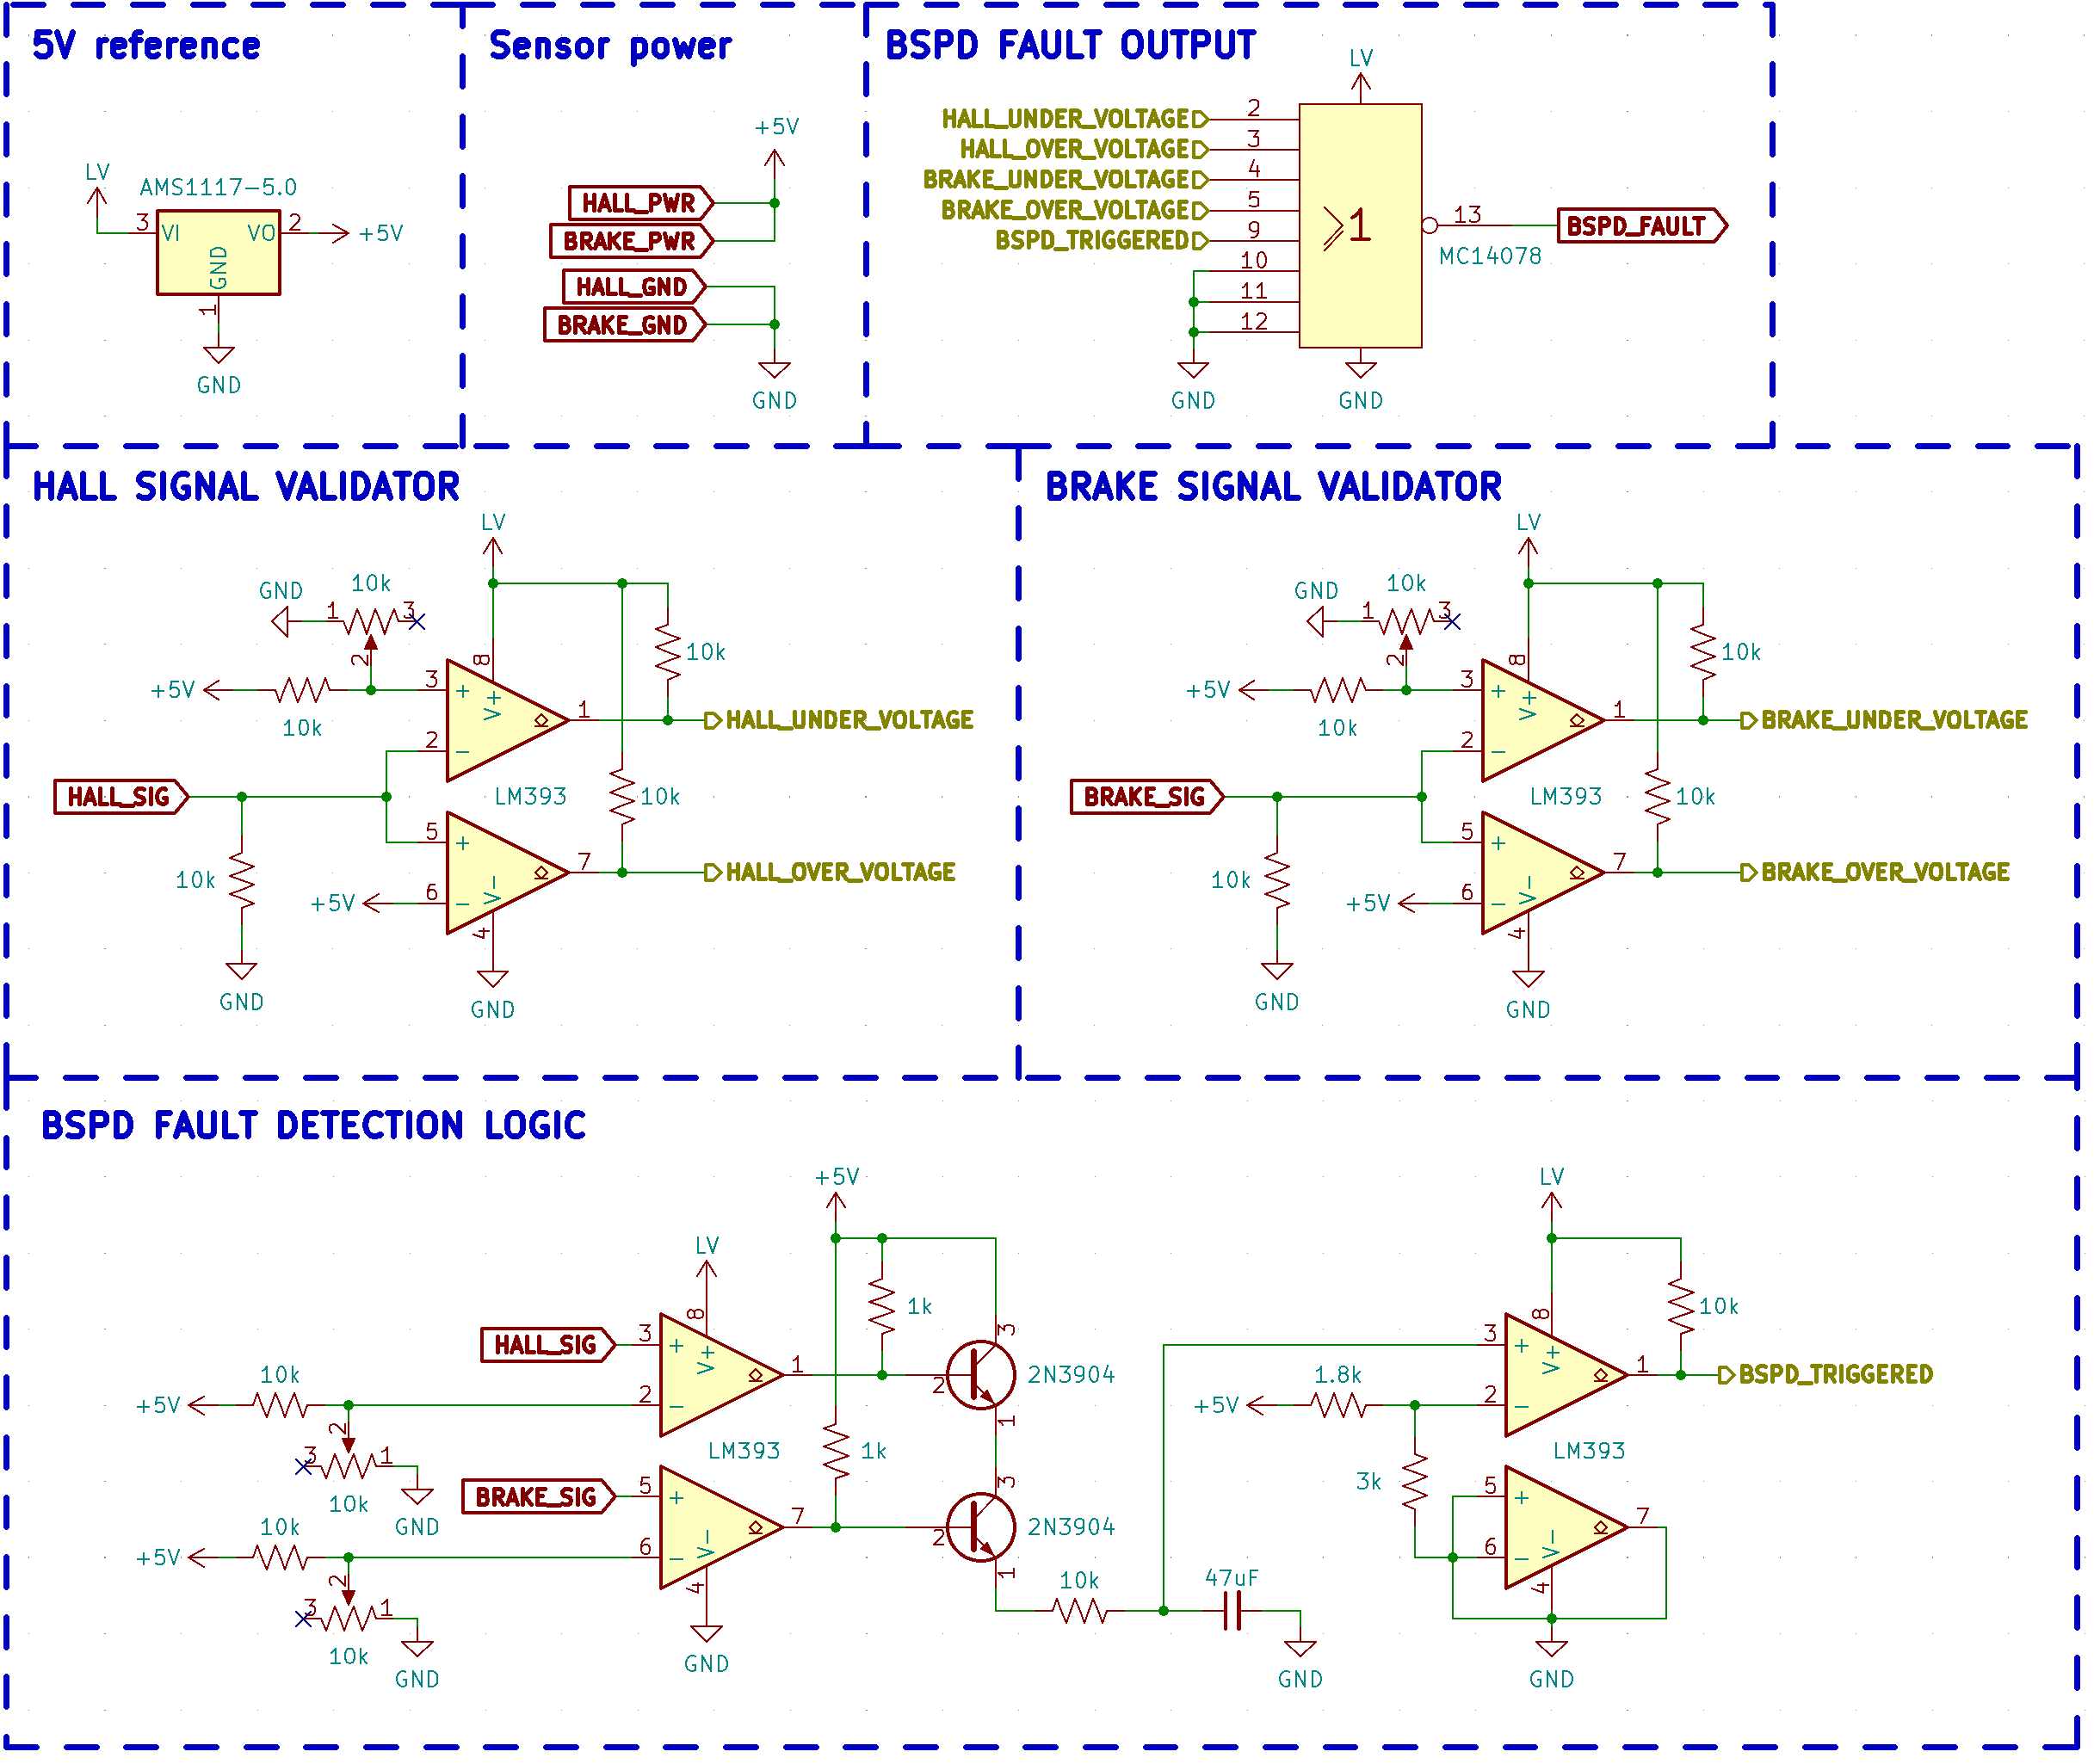 5V reference
LV
AMS1117-5.0
3 VI VO 2
+5V
GND
1
GND
Sensor power
+5V
HALL_PWR
BRAKE_PWR
HALL_GND
BRAKE_GND
GND
BSPD FAULT OUTPUT
LV
HALL_UNDER_VOLTAGE 2
HALL_OVER_VOLTAGE 3
BRAKE_UNDER_VOLTAGE 4
BRAKE_OVER_VOLTAGE 5
BSPD_TRIGGERED 9
10
11
12
≥1
13
BSPD_FAULT
MC14078
GND
GND
HALL SIGNAL VALIDATOR
LV
GND
10k
1 3
2
8
10k
+5V
10k
3 +
V+
1
HALL_UNDER_VOLTAGE
2 −
HALL_SIG
LM393
10k
10k
5 +
7
HALL_OVER_VOLTAGE
+5V
6 −
V−
4
GND
GND
BRAKE SIGNAL VALIDATOR
LV
GND
10k
1 3
2
8
10k
+5V
10k
3 +
V+
1
BRAKE_UNDER_VOLTAGE
2 −
BRAKE_SIG
LM393
10k
10k
5 +
7
BRAKE_OVER_VOLTAGE
+5V
6 −
V−
4
GND
GND
BSPD FAULT DETECTION LOGIC
+5V
LV
8
1k
HALL_SIG
3 +
V+
1
2
3
2N3904
1
10k
+5V
2 −
2
3 1
10k
GND
LM393
1k
BRAKE_SIG
5 +
7
2
3
2N3904
1
10k
+5V
6 −
V−
4
2
3 1
10k
GND
GND
10k
47uF
GND
LV
8
10k
3 +
V+
1
BSPD_TRIGGERED
1.8k
+5V
2 −
3k
LM393
5 +
7
6 −
V−
4
GND